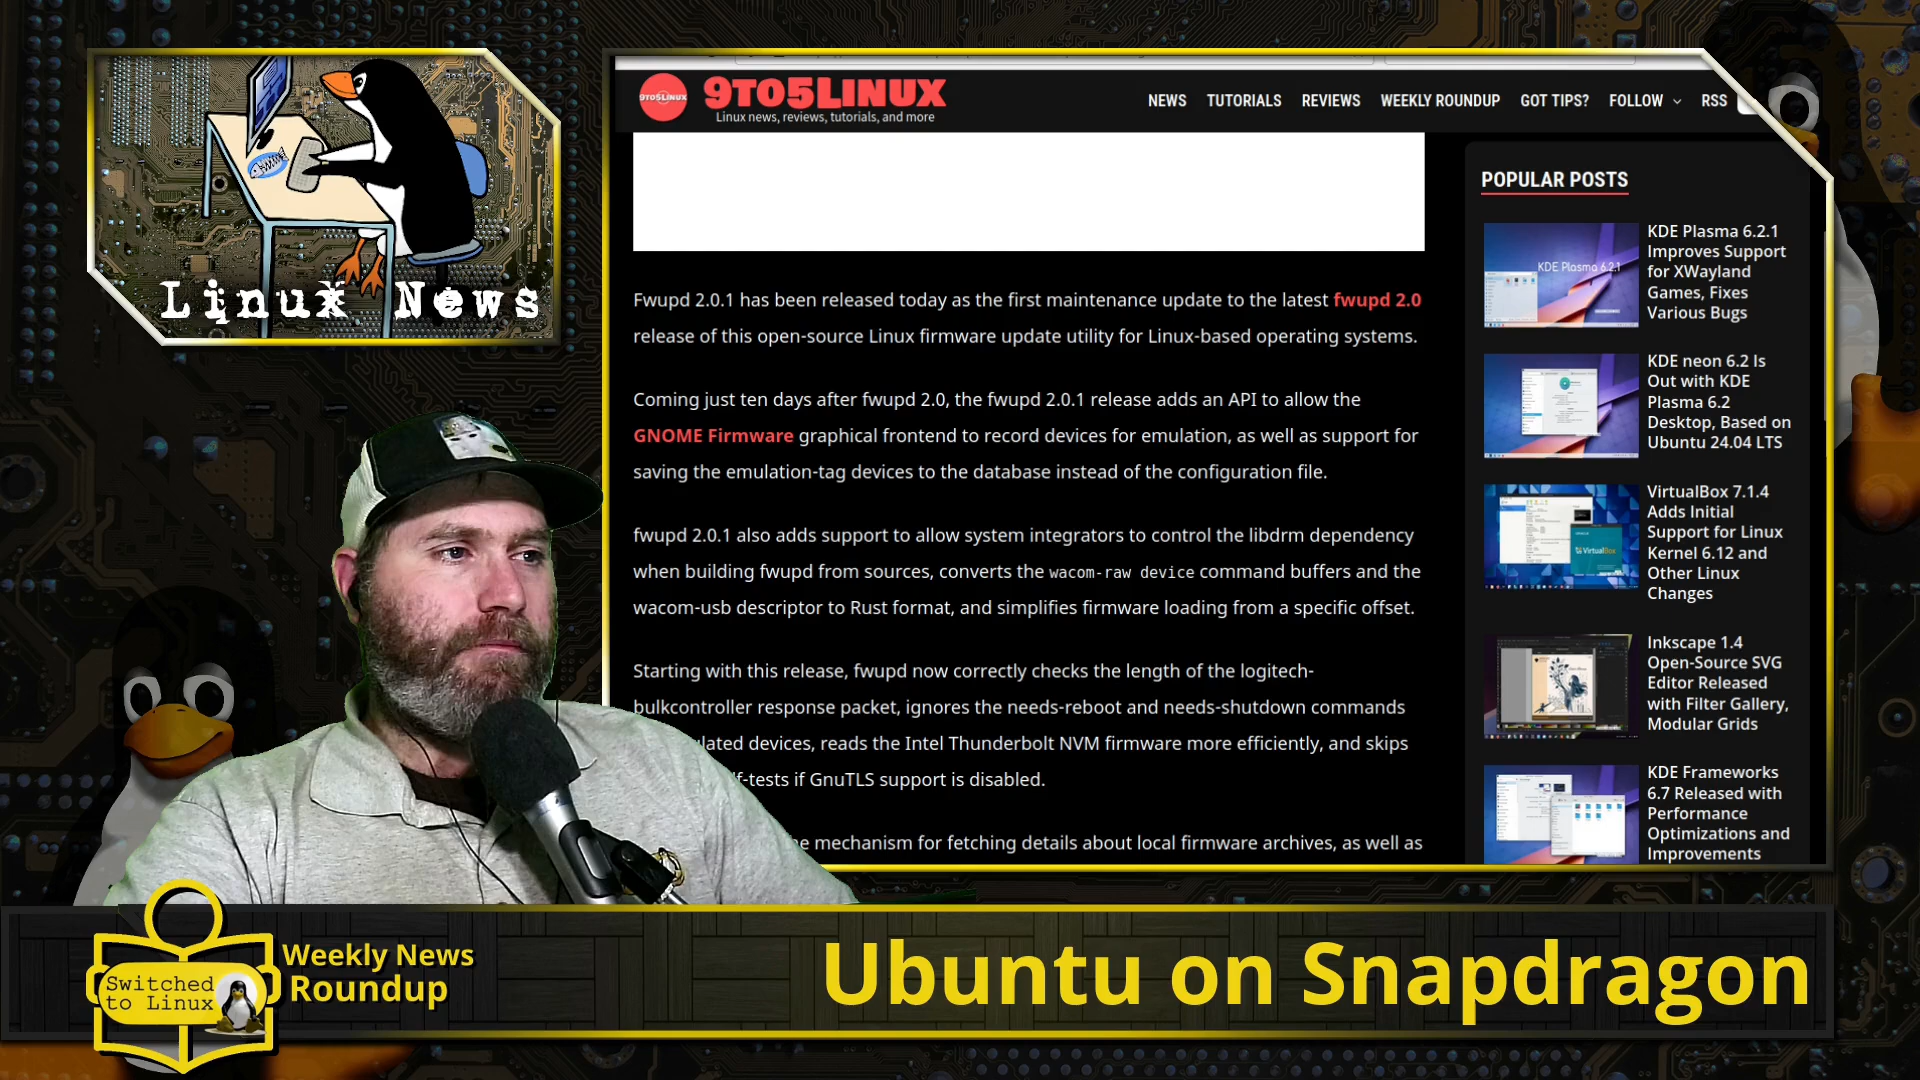 Linux News
9TO5LINUX
9TO5LINUX
Linux news, reviews, tutorials, and more
NEWS TUTORIALS REVIEWS WEEKLY ROUNDUP GOT TIPS? FOLLOW RSS
Fwupd 2.0.1 has been released today as the first maintenance update to the latest fwupd 2.0
release of this open-source Linux firmware update utility for Linux-based operating systems.
Coming just ten days after fwupd 2.0, the fwupd 2.0.1 release adds an API to allow the
GNOME Firmware graphical frontend to record devices for emulation, as well as support for
saving the emulation-tag devices to the database instead of the configuration file.
fwupd 2.0.1 also adds support to allow system integrators to control the libdrm dependency
when building fwupd from sources, converts the wacom-raw device command buffers and the
wacom-usb descriptor to Rust format, and simplifies firmware loading from a specific offset.
Starting with this release, fwupd now correctly checks the length of the logitech-
bulkcontroller response packet, ignores the needs-reboot and needs-shutdown commands
devices, reads the Intel Thunderbolt NVM firmware more efficiently, and skips
if GnuTLS support is disabled.
mechanism for fetching details about local firmware archives, as well as
POPULAR POSTS
KDE Plasma 6.2.1
KDE Plasma 6.2.1
Improves Support
for XWayland
Games, Fixes
Various Bugs
KDE neon 6.2 Is
Out with KDE
Plasma 6.2
Desktop, Based on
Ubuntu 24.04 LTS
VirtualBox
VirtualBox 7.1.4
Adds Initial
Support for Linux
Kernel 6.12 and
Other Linux
Changes
Inkscape 1.4
Open-Source SVG
Editor Released
with Filter Gallery,
Modular Grids
KDE Frameworks
6.7 Released with
Performance
Optimizations and
Improvements
Switched
to Linux
Weekly News
Roundup
Ubuntu on Snapdragon